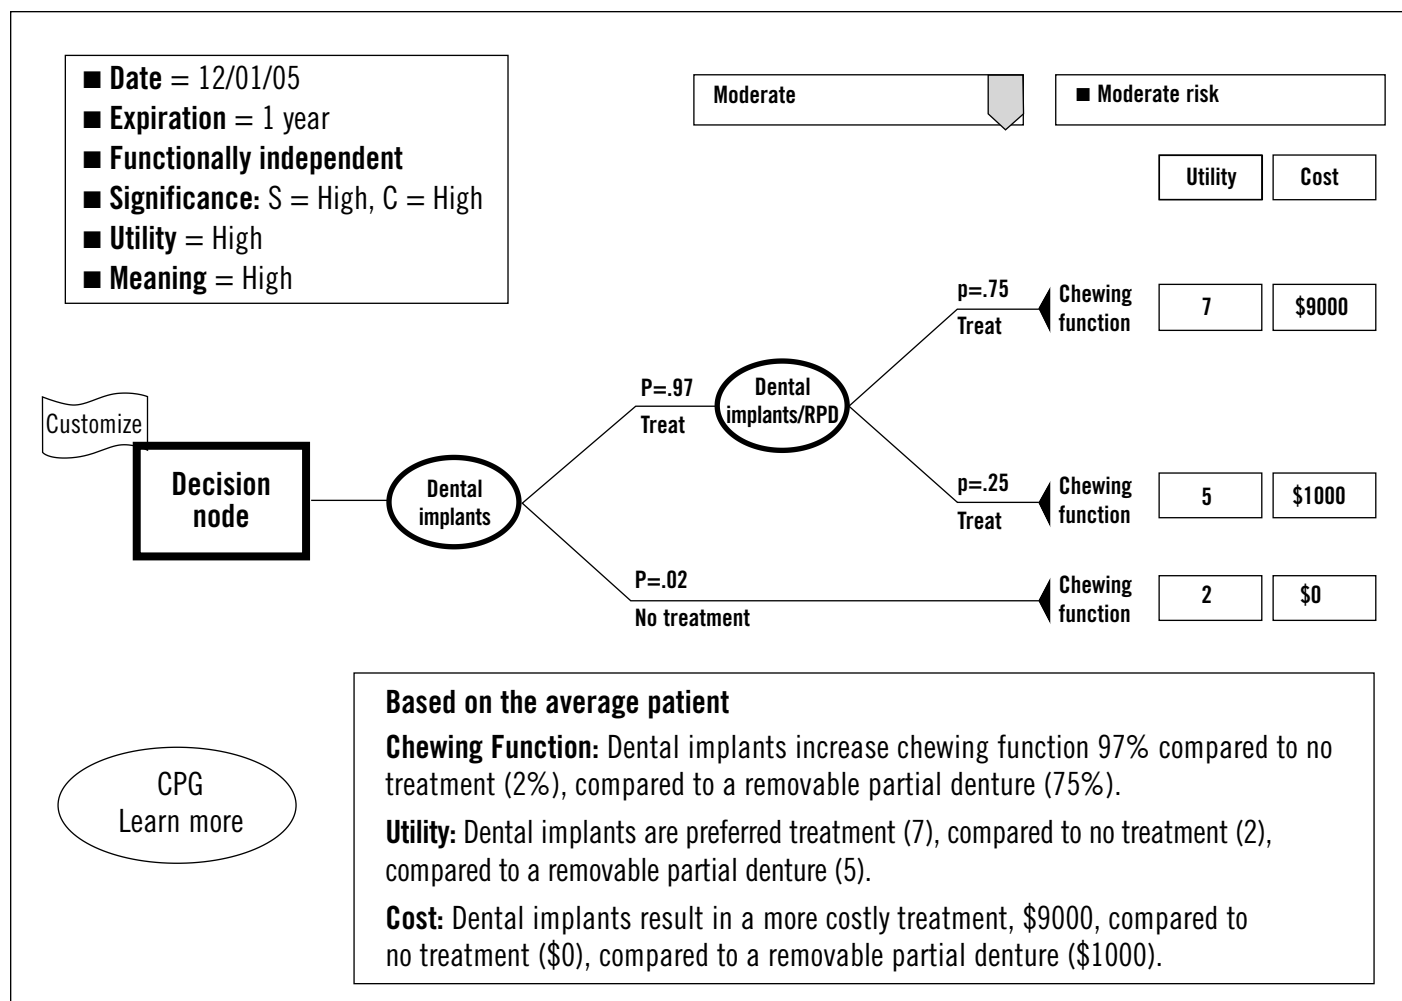 ■ Date = 12/01/05
■ Expiration = 1 year
■ Functionally independent
■ Significance: S = High, C = High
■ Utility = High
■ Meaning = High
Moderate
■ Moderate risk
Utility
Cost
p=.75
Treat
Chewing
function
7
$9000
P=.97
Treat
Dental
implants/RPD
Customize
Decision
node
Dental
implants
p=.25
Treat
Chewing
function
5
$1000
P=.02
No treatment
Chewing
function
2
$0
CPG
Learn more
Based on the average patient
Chewing Function: Dental implants increase chewing function 97% compared to no
treatment (2%), compared to a removable partial denture (75%).
Utility: Dental implants are preferred treatment (7), compared to no treatment (2),
compared to a removable partial denture (5).
Cost: Dental implants result in a more costly treatment, $9000, compared to
no treatment ($0), compared to a removable partial denture ($1000).